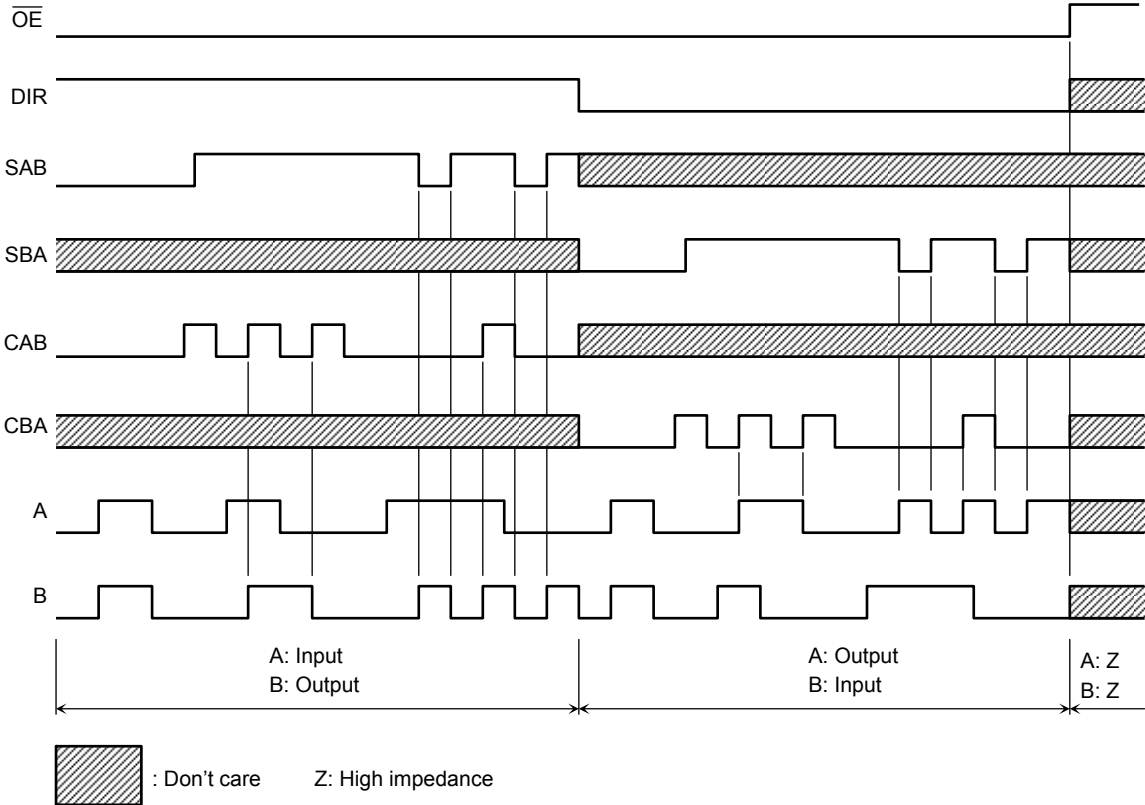 OE
DIR
SAB
SBA
CAB
CBA
A
B
A: Input
B: Output
A: Output
B: Input
A: Z
B: Z
: Don't care Z: High impedance